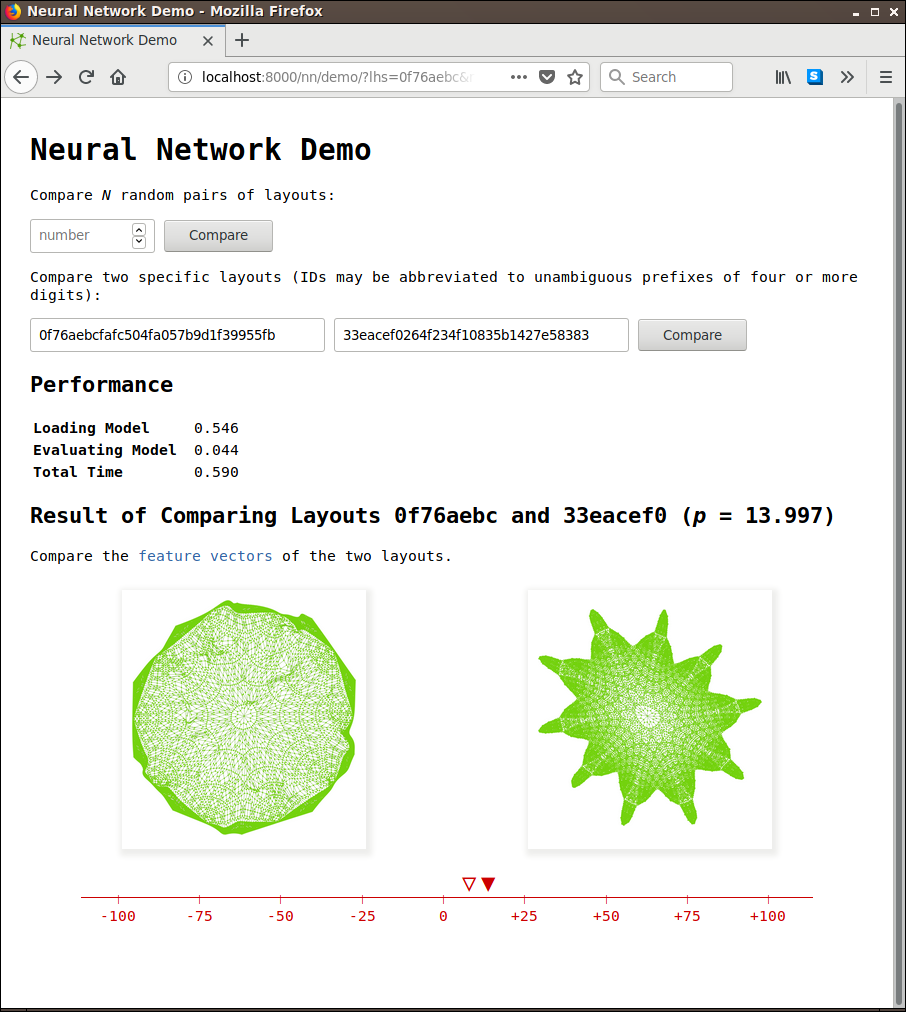 Neural Network Demo - Mozilla Firefox
Neural Network Demo
localhost:8000/nn/demo/?lhs=0f76aebc&
Search
Neural Network Demo
Compare N random pairs of layouts:
number
Compare
Compare two specific layouts (IDs may be abbreviated to unambiguous prefixes of four or more
digits):
0f76aebcfafc504fa057b9d1f39955fb
33eacef0264f234f10835b1427e58383
Compare
Performance
Loading Model 0.546
Evaluating Model 0.044
Total Time 0.590
Result of Comparing Layouts 0f76aebc and 33eacef0 (p = 13.997)
Compare the feature vectors of the two layouts.
-100 -75 -50 -25 0 +25 +50 +75 +100